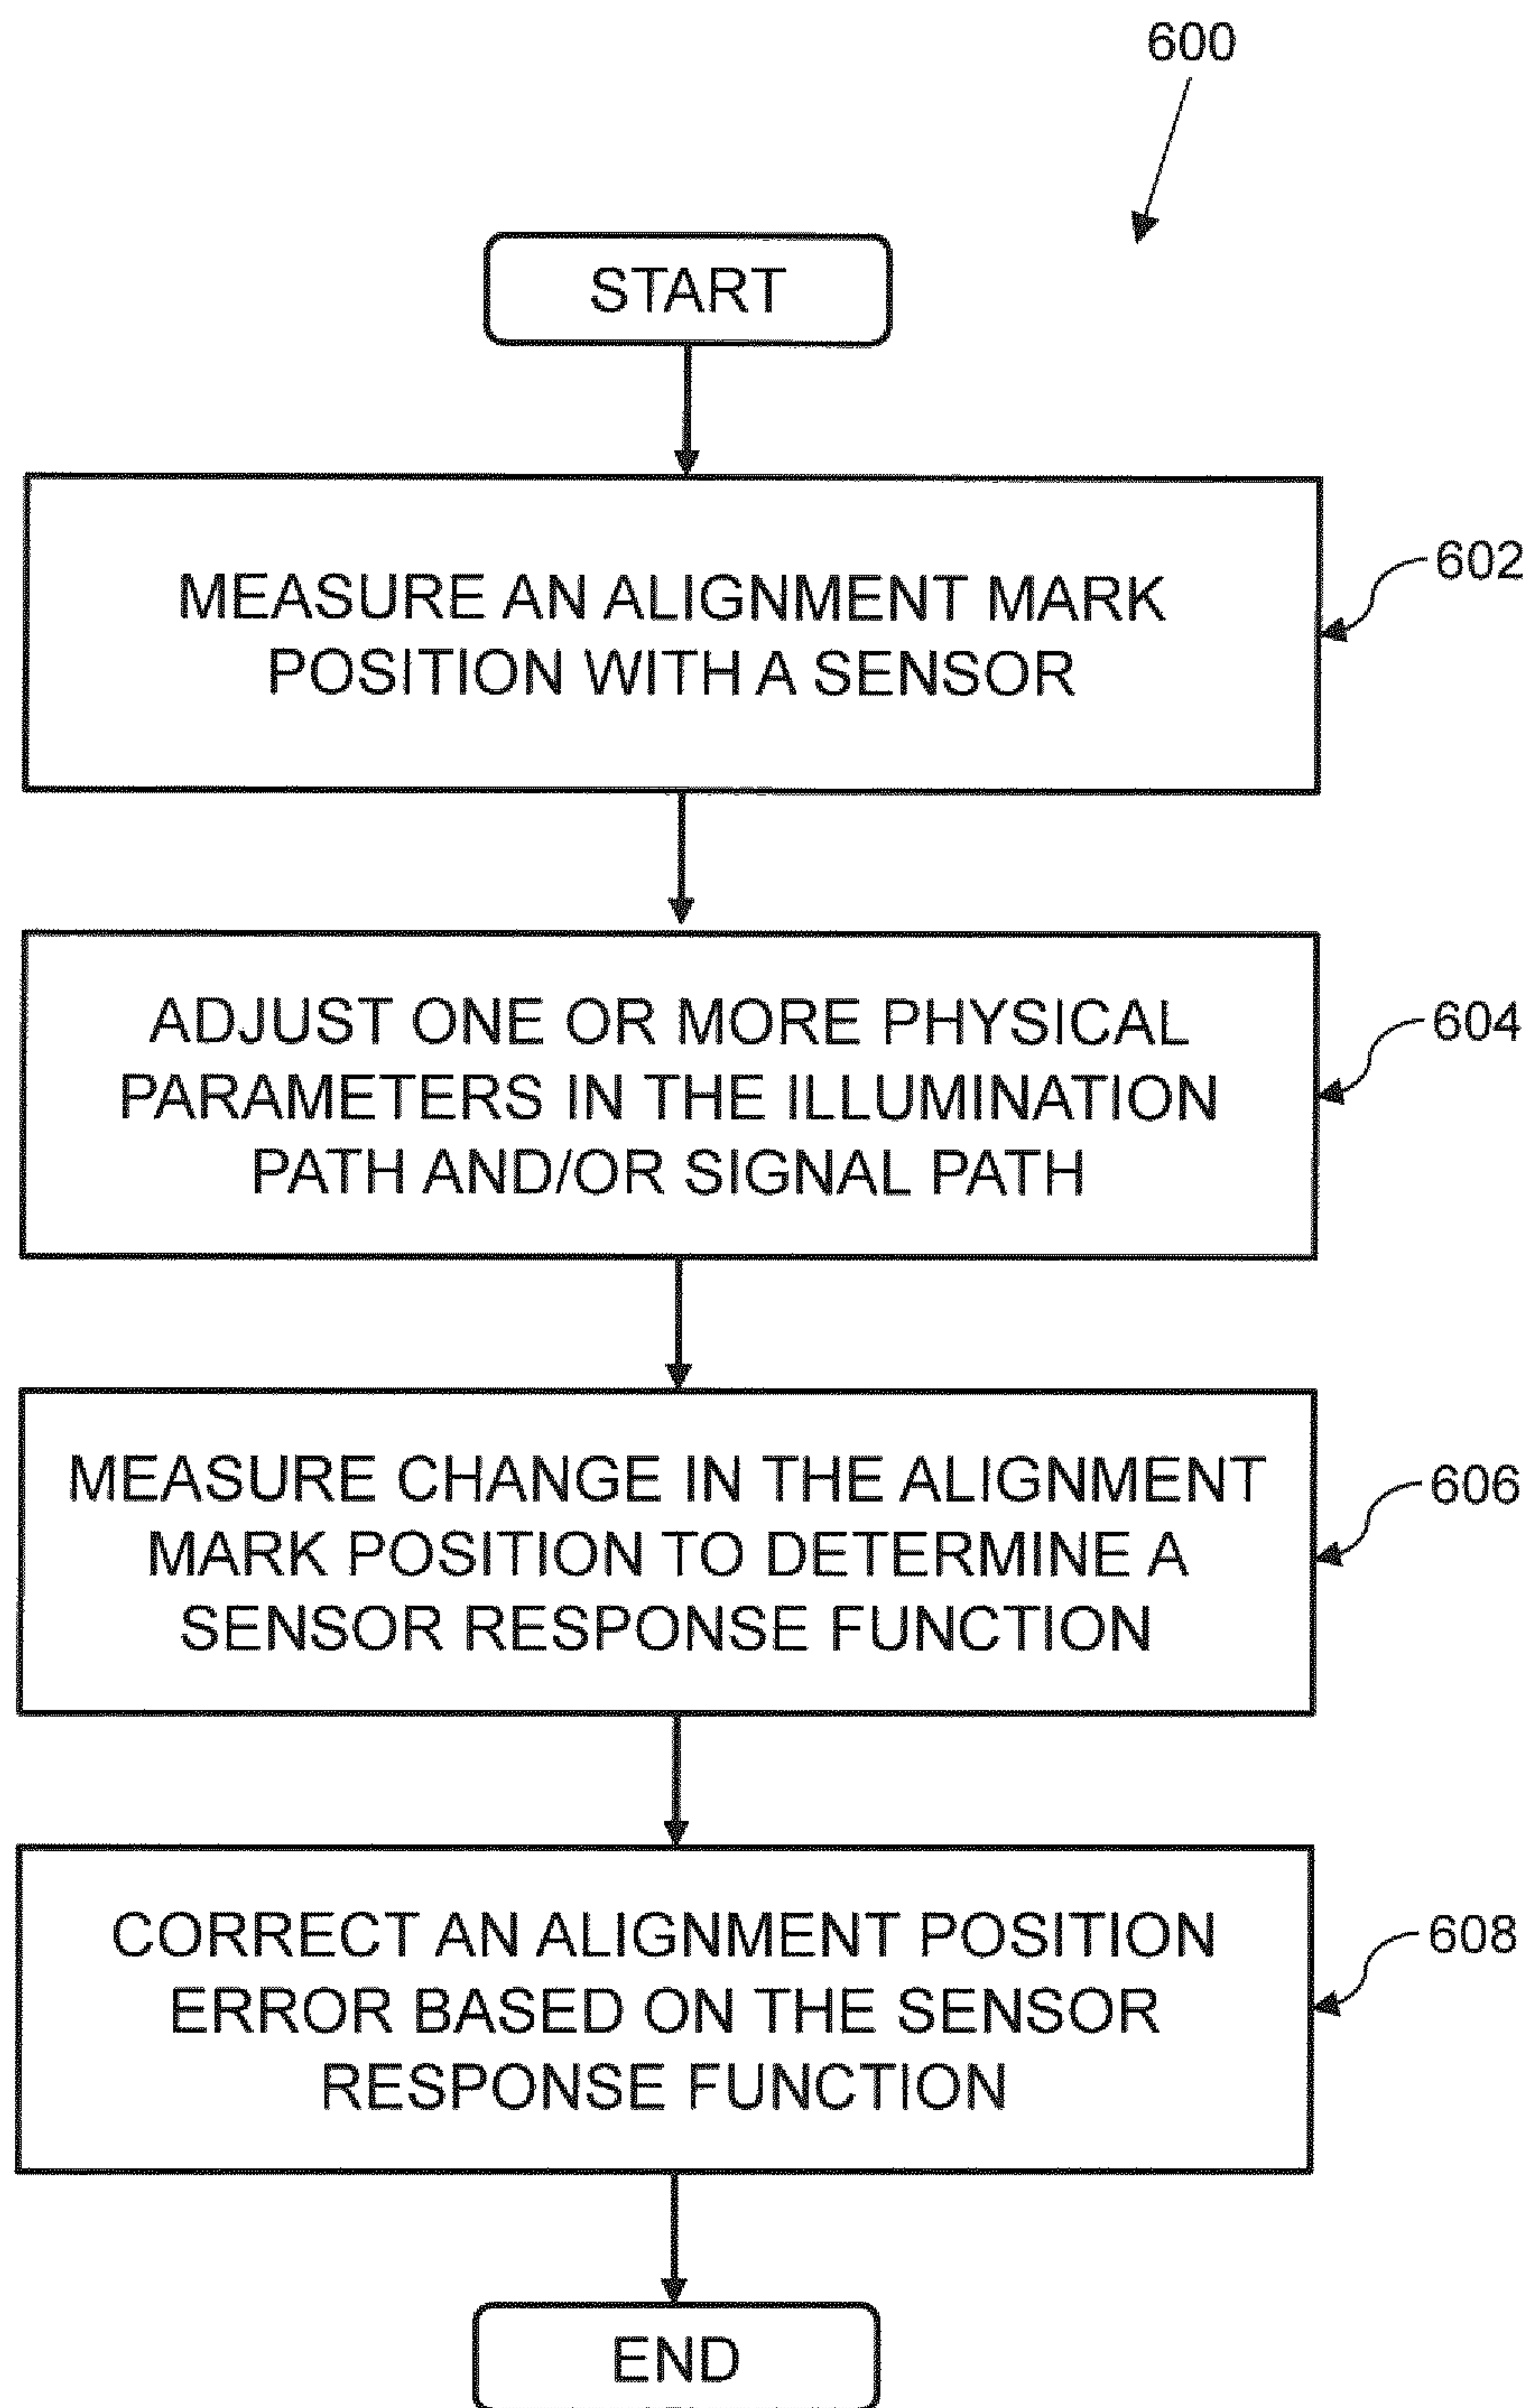 600
START
MEASURE AN ALIGNMENT MARK
POSITION WITH A SENSOR
602
ADJUST ONE OR MORE PHYSICAL
PARAMETERS IN THE ILLUMINATION
PATH AND/OR SIGNAL PATH
604
MEASURE CHANGE IN THE ALIGNMENT
MARK POSITION TO DETERMINE A
SENSOR RESPONSE FUNCTION
606
CORRECT AN ALIGNMENT POSITION
ERROR BASED ON THE SENSOR
RESPONSE FUNCTION
608
END